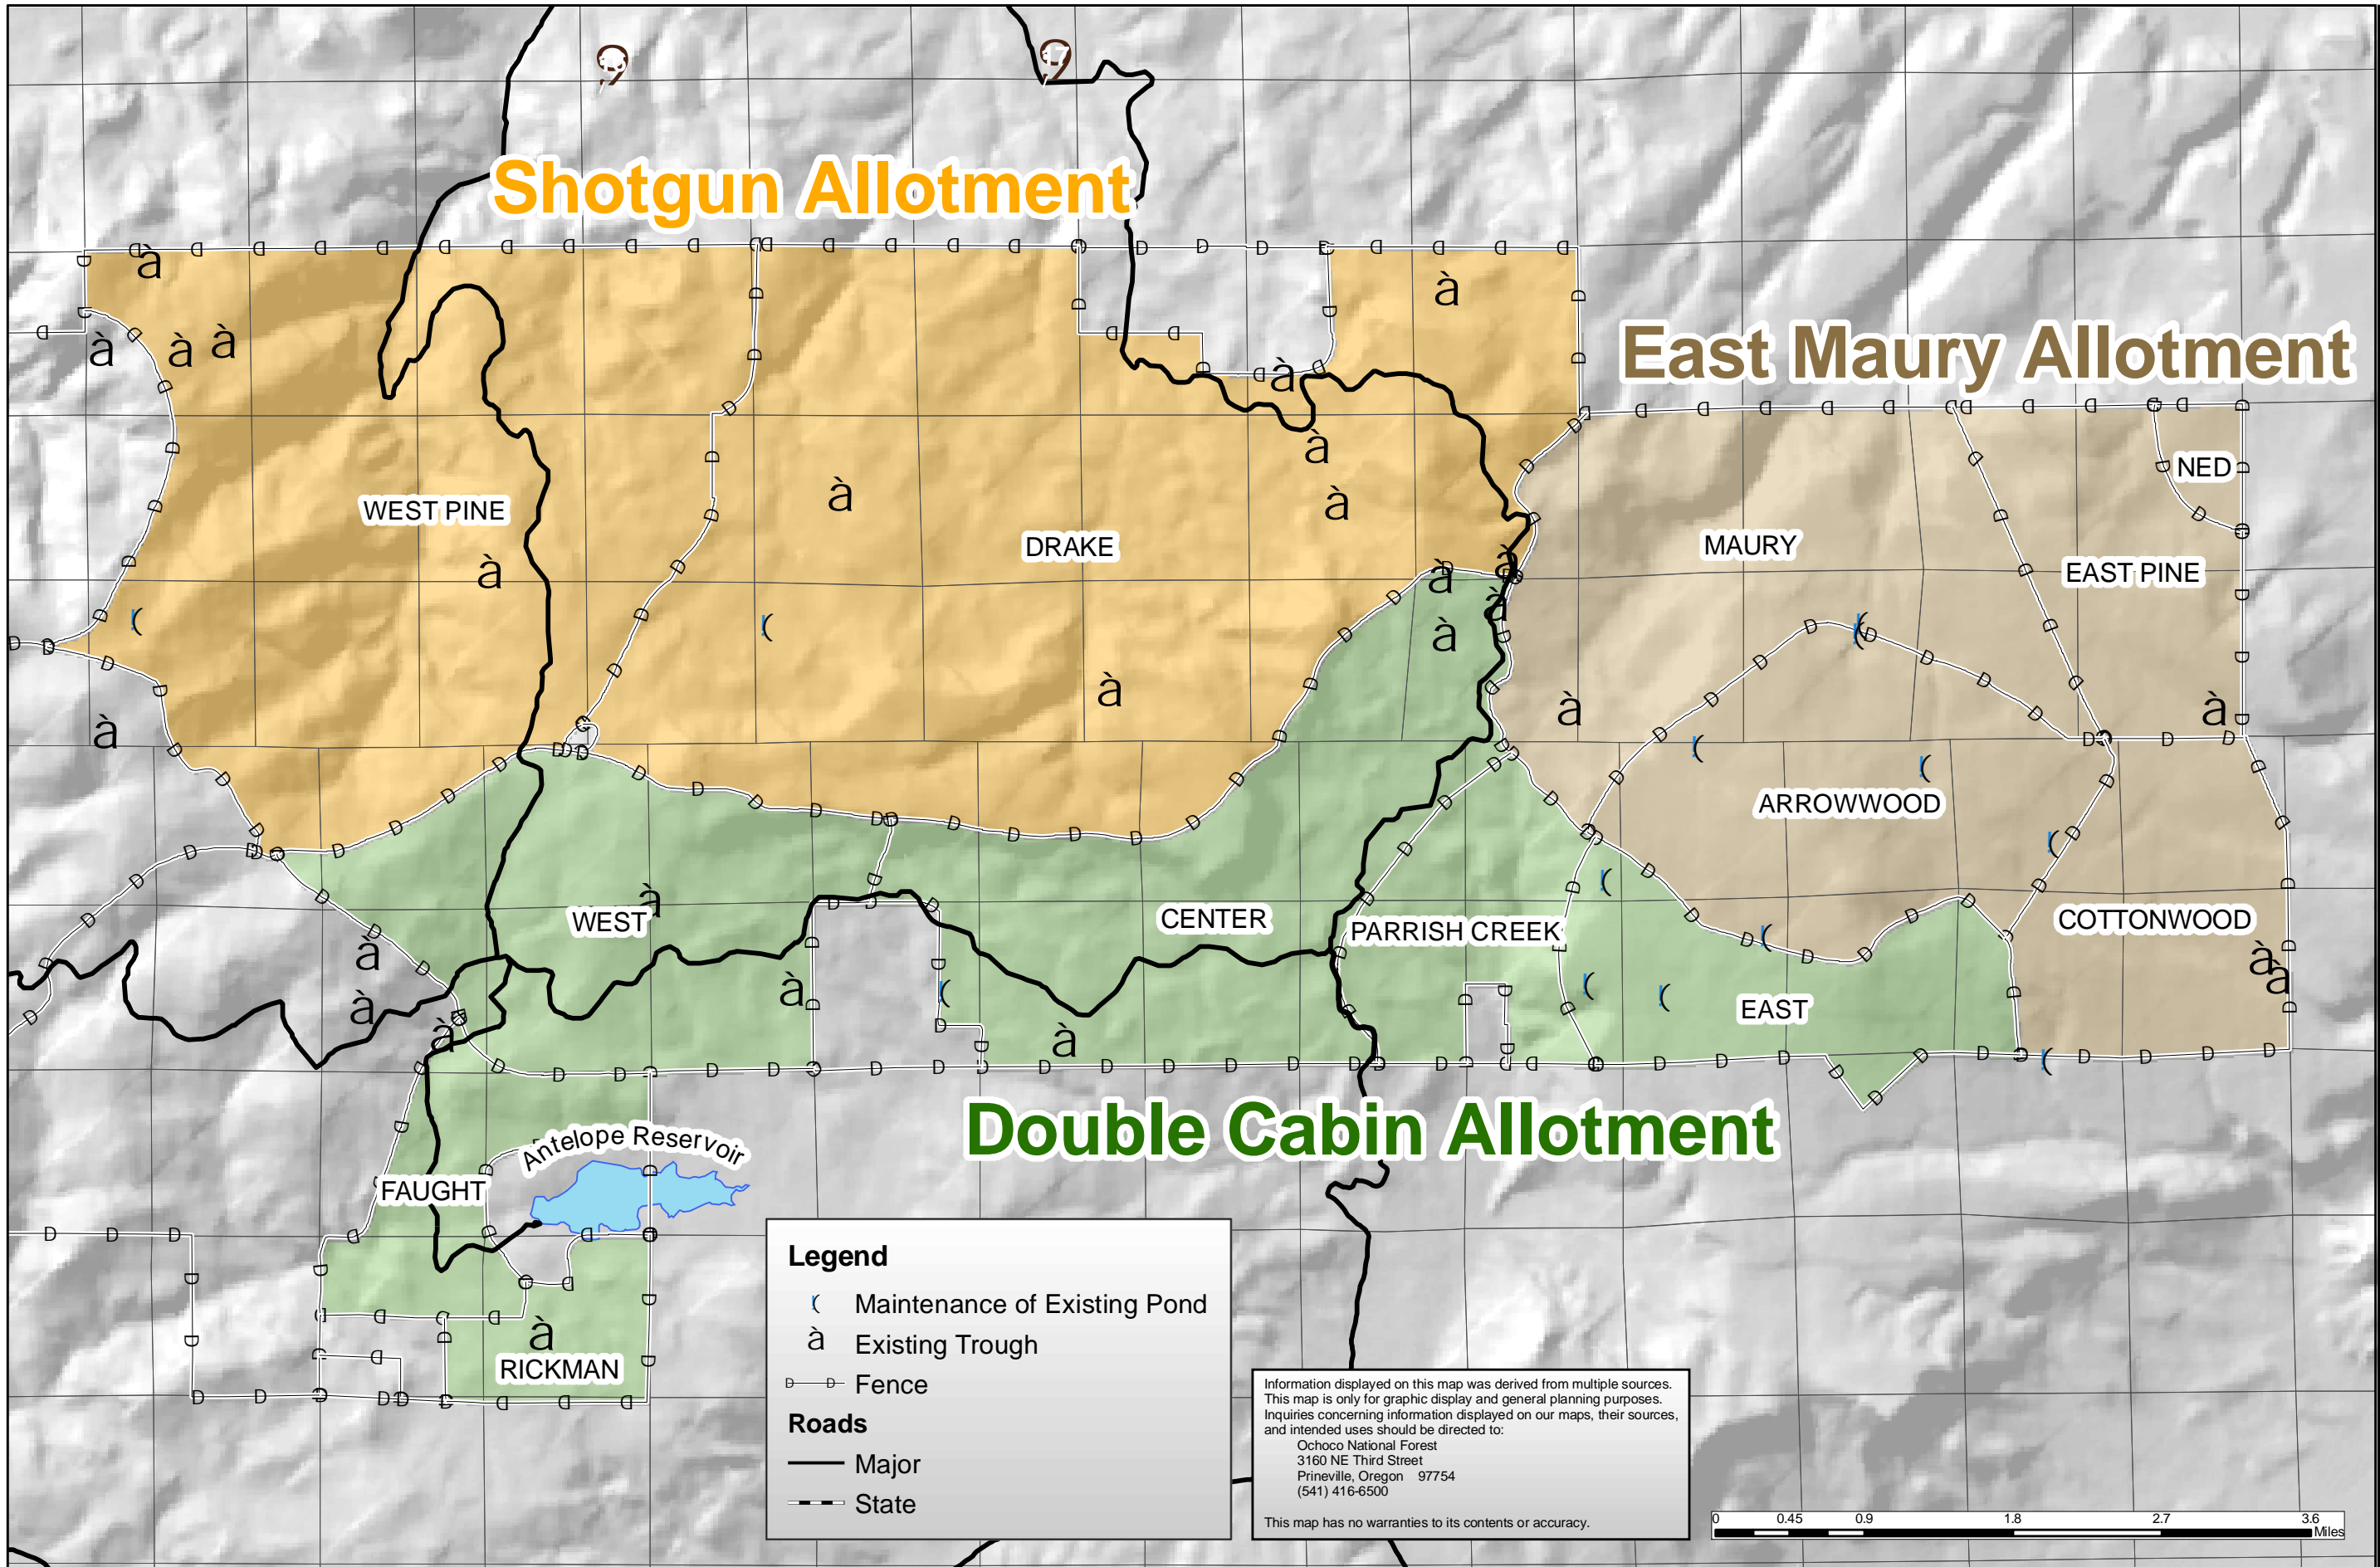 17
Shotgun Allotment
East Maury Allotment
NED
WEST PINE
DRAKE
MAURY
EAST PINE
ARROWWOOD
WEST
CENTER
PARRISH CREEK
COTTONWOOD
EAST
Double Cabin Allotment
Antelope Reservoir
FAUGHT
RICKMAN
Legend
Maintenance of Existing Pond
Existing Trough
Fence
Roads
Major
State
Information displayed on this map was derived from multiple sources.
This map is only for graphic display and general planning purposes.
Inquiries concerning information displayed on our maps, their sources,
and intended uses should be directed to:
Ochoco National Forest
3160 NE Third Street
Prineville, Oregon 97754
(541) 416-6500
This map has no warranties to its contents or accuracy.
0 0.45 0.9 1.8 2.7 3.6
Miles